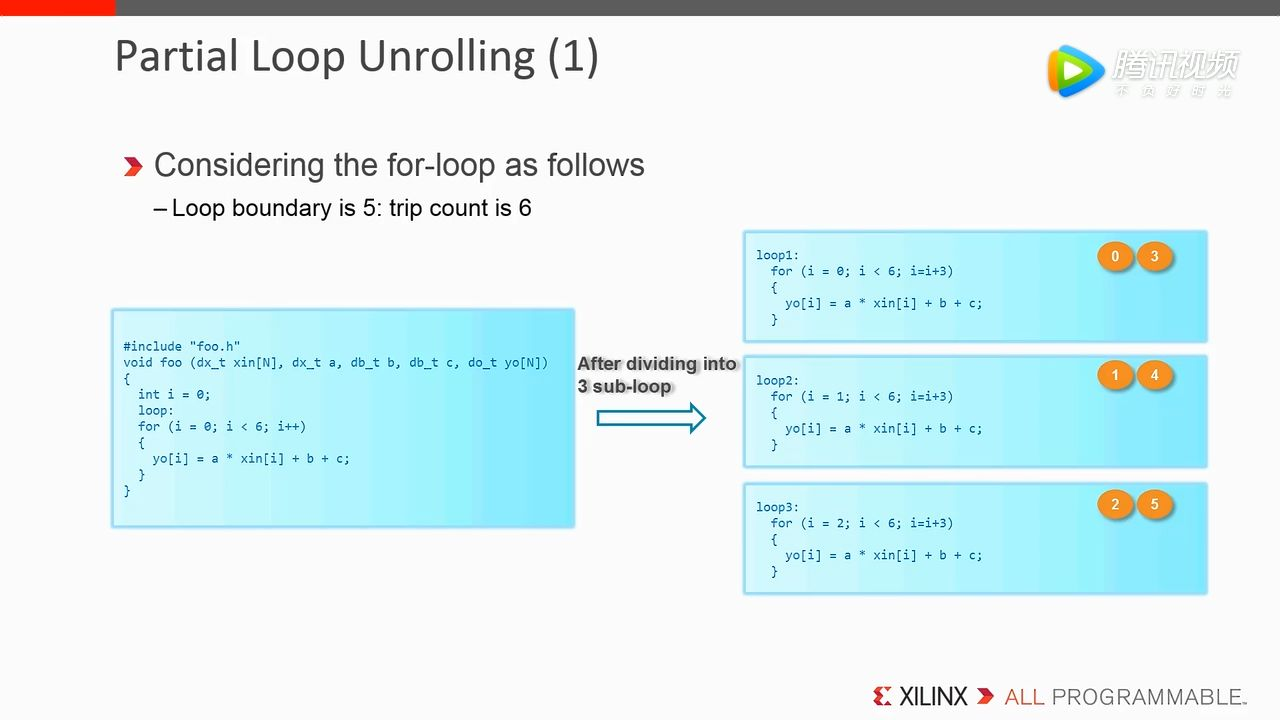 Partial Loop Unrolling (1)
腾讯视频
不负好时光
Considering the for-loop as follows
– Loop boundary is 5: trip count is 6
#include "foo.h"
void foo (dx_t xin[N], dx_t a, db_t b, db_t c, do_t yo[N])
{
int i = 0;
loop:
for (i = 0; i < 6; i++)
{
yo[i] = a * xin[i] + b + c;
}
}
After dividing into
3 sub-loop
loop1:
for (i = 0; i < 6; i=i+3)
{
yo[i] = a * xin[i] + b + c;
}
0 3
loop2:
for (i = 1; i < 6; i=i+3)
{
yo[i] = a * xin[i] + b + c;
}
1 4
loop3:
for (i = 2; i < 6; i=i+3)
{
yo[i] = a * xin[i] + b + c;
}
2 5
XILINX ALL PROGRAMMABLE™